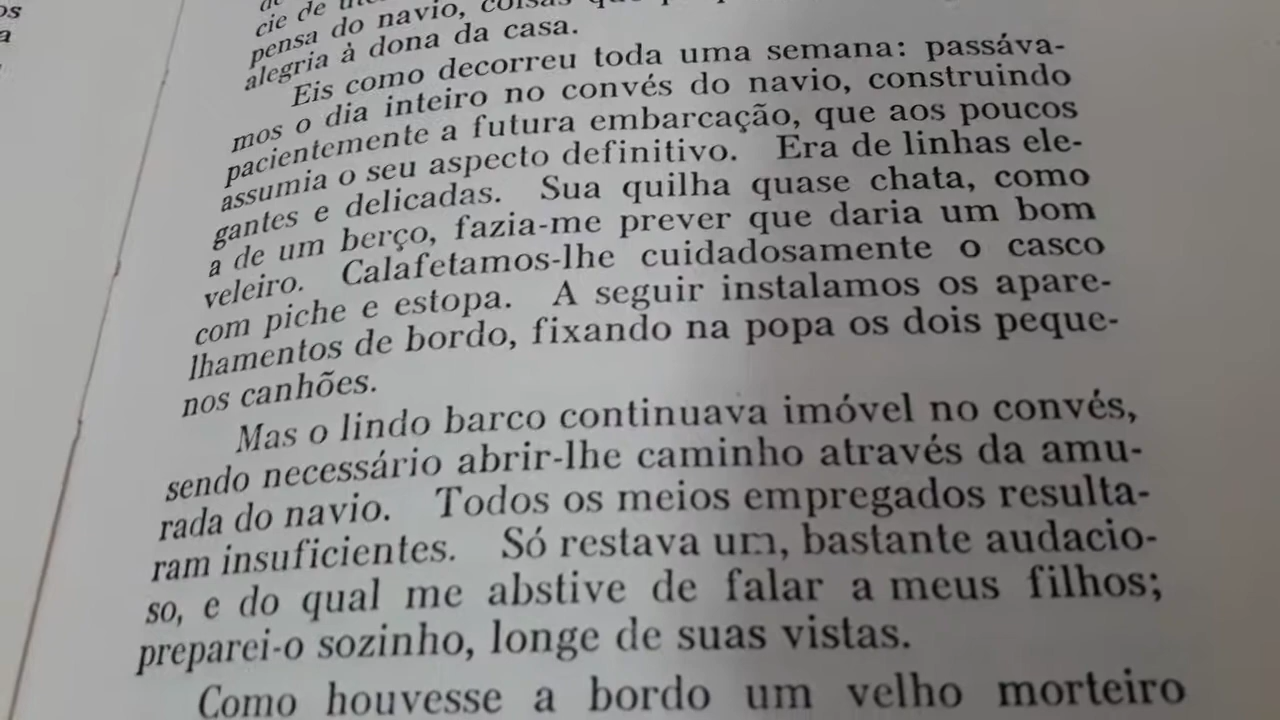 os
a
cie de
pensa do navio, coisas que
alegria à dona da casa.
Eis como decorreu toda uma semana: passáva-
mos o dia inteiro no convés do navio, construindo
pacientemente a futura embarcação, que aos poucos
assumia o seu aspecto definitivo. Era de linhas ele-
gantes e delicadas. Sua quilha quase chata, como
a de um berço, fazia-me prever que daria um bom
veleiro. Calafetamos-lhe cuidadosamente o casco
com piche e estopa. A seguir instalamos os apare-
lhamentos de bordo, fixando na popa os dois peque-
nos canhões.
Mas o lindo barco continuava imóvel no convés,
sendo necessário abrir-lhe caminho através da amu-
rada do navio. Todos os meios empregados resulta-
ram insuficientes. Só restava um, bastante audacio-
so, e do qual me abstive de falar a meus filhos;
preparei-o sozinho, longe de suas vistas.
Como houvesse a bordo um velho morteiro